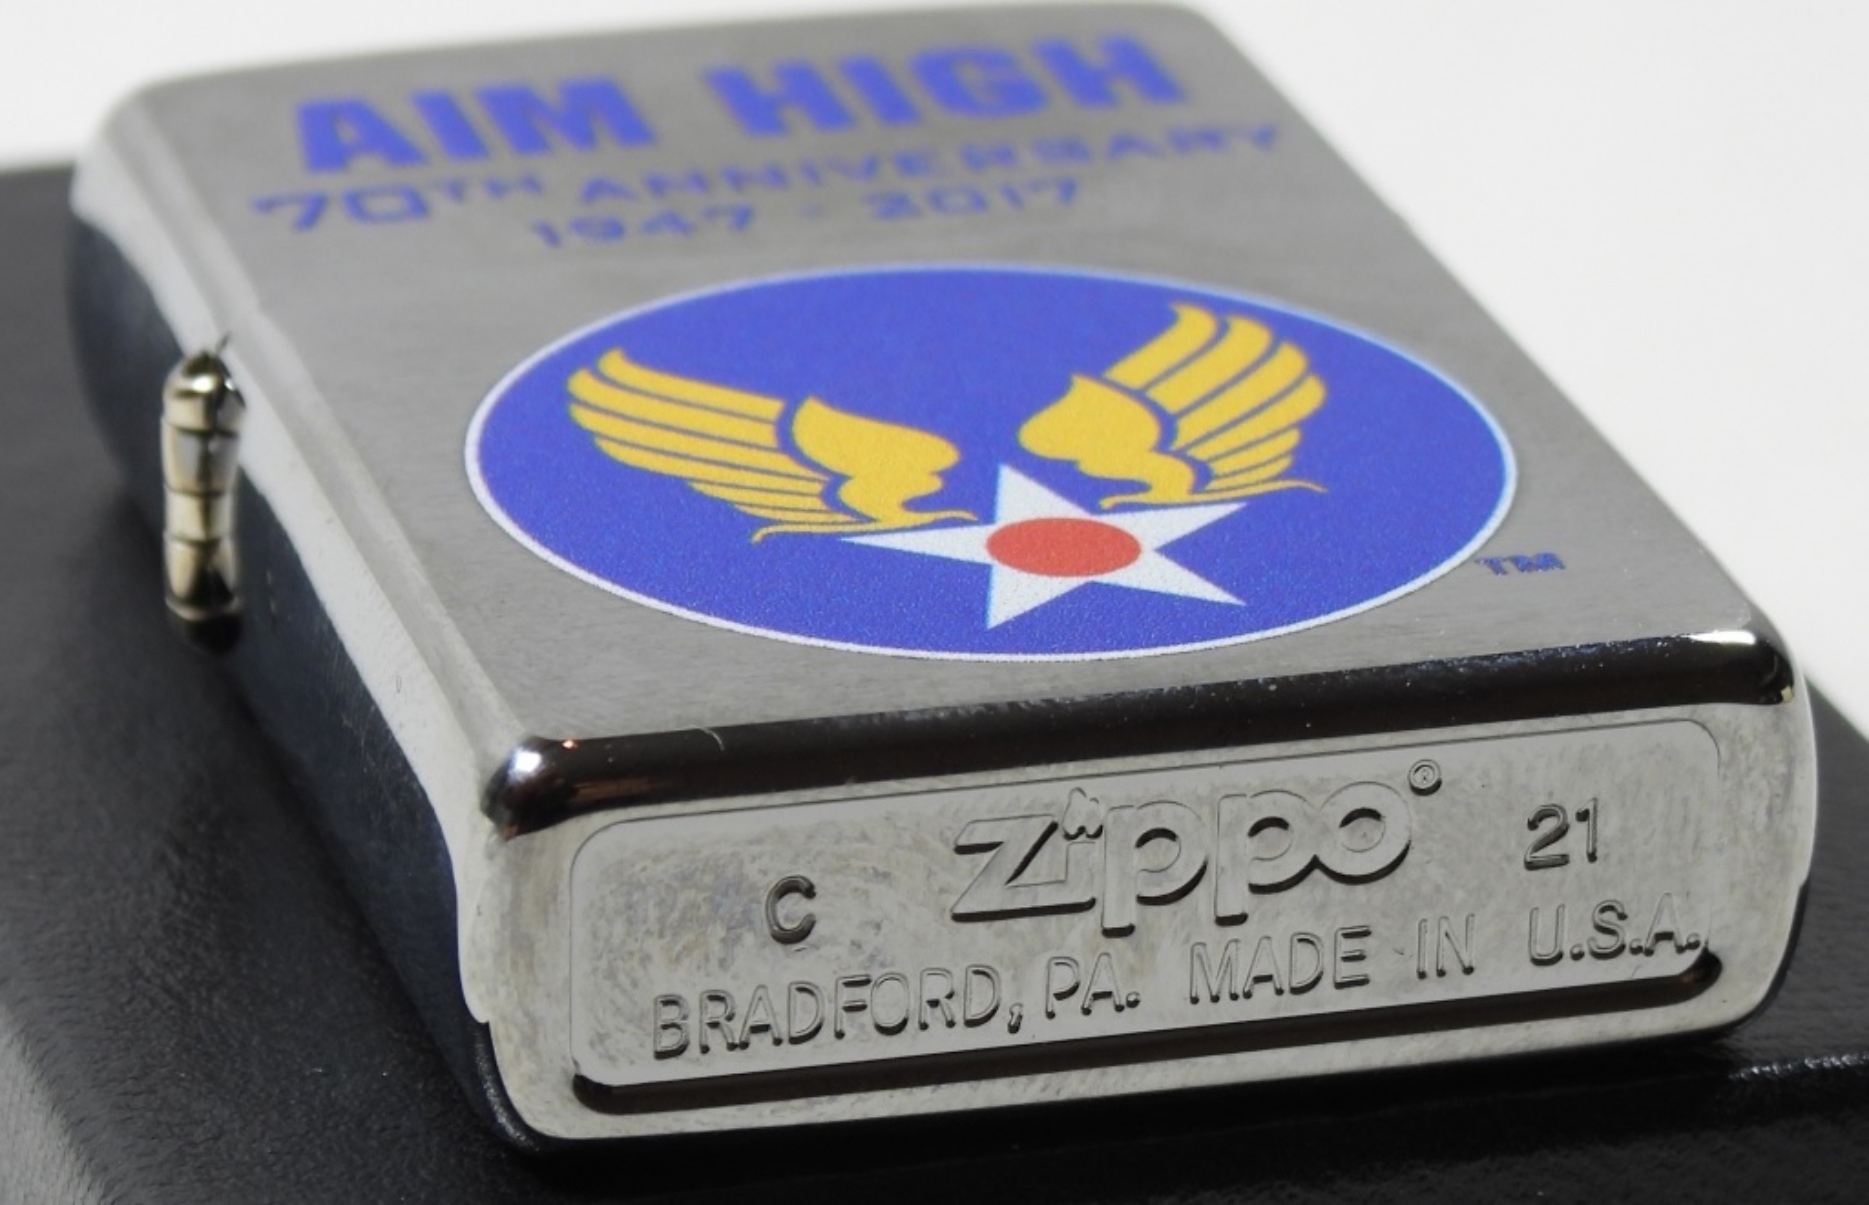 AIM HIGH
70TH ANNIVERSARY
1947 - 2017
TM
C zippo® 21
BRADFORD, PA. MADE IN U.S.A.